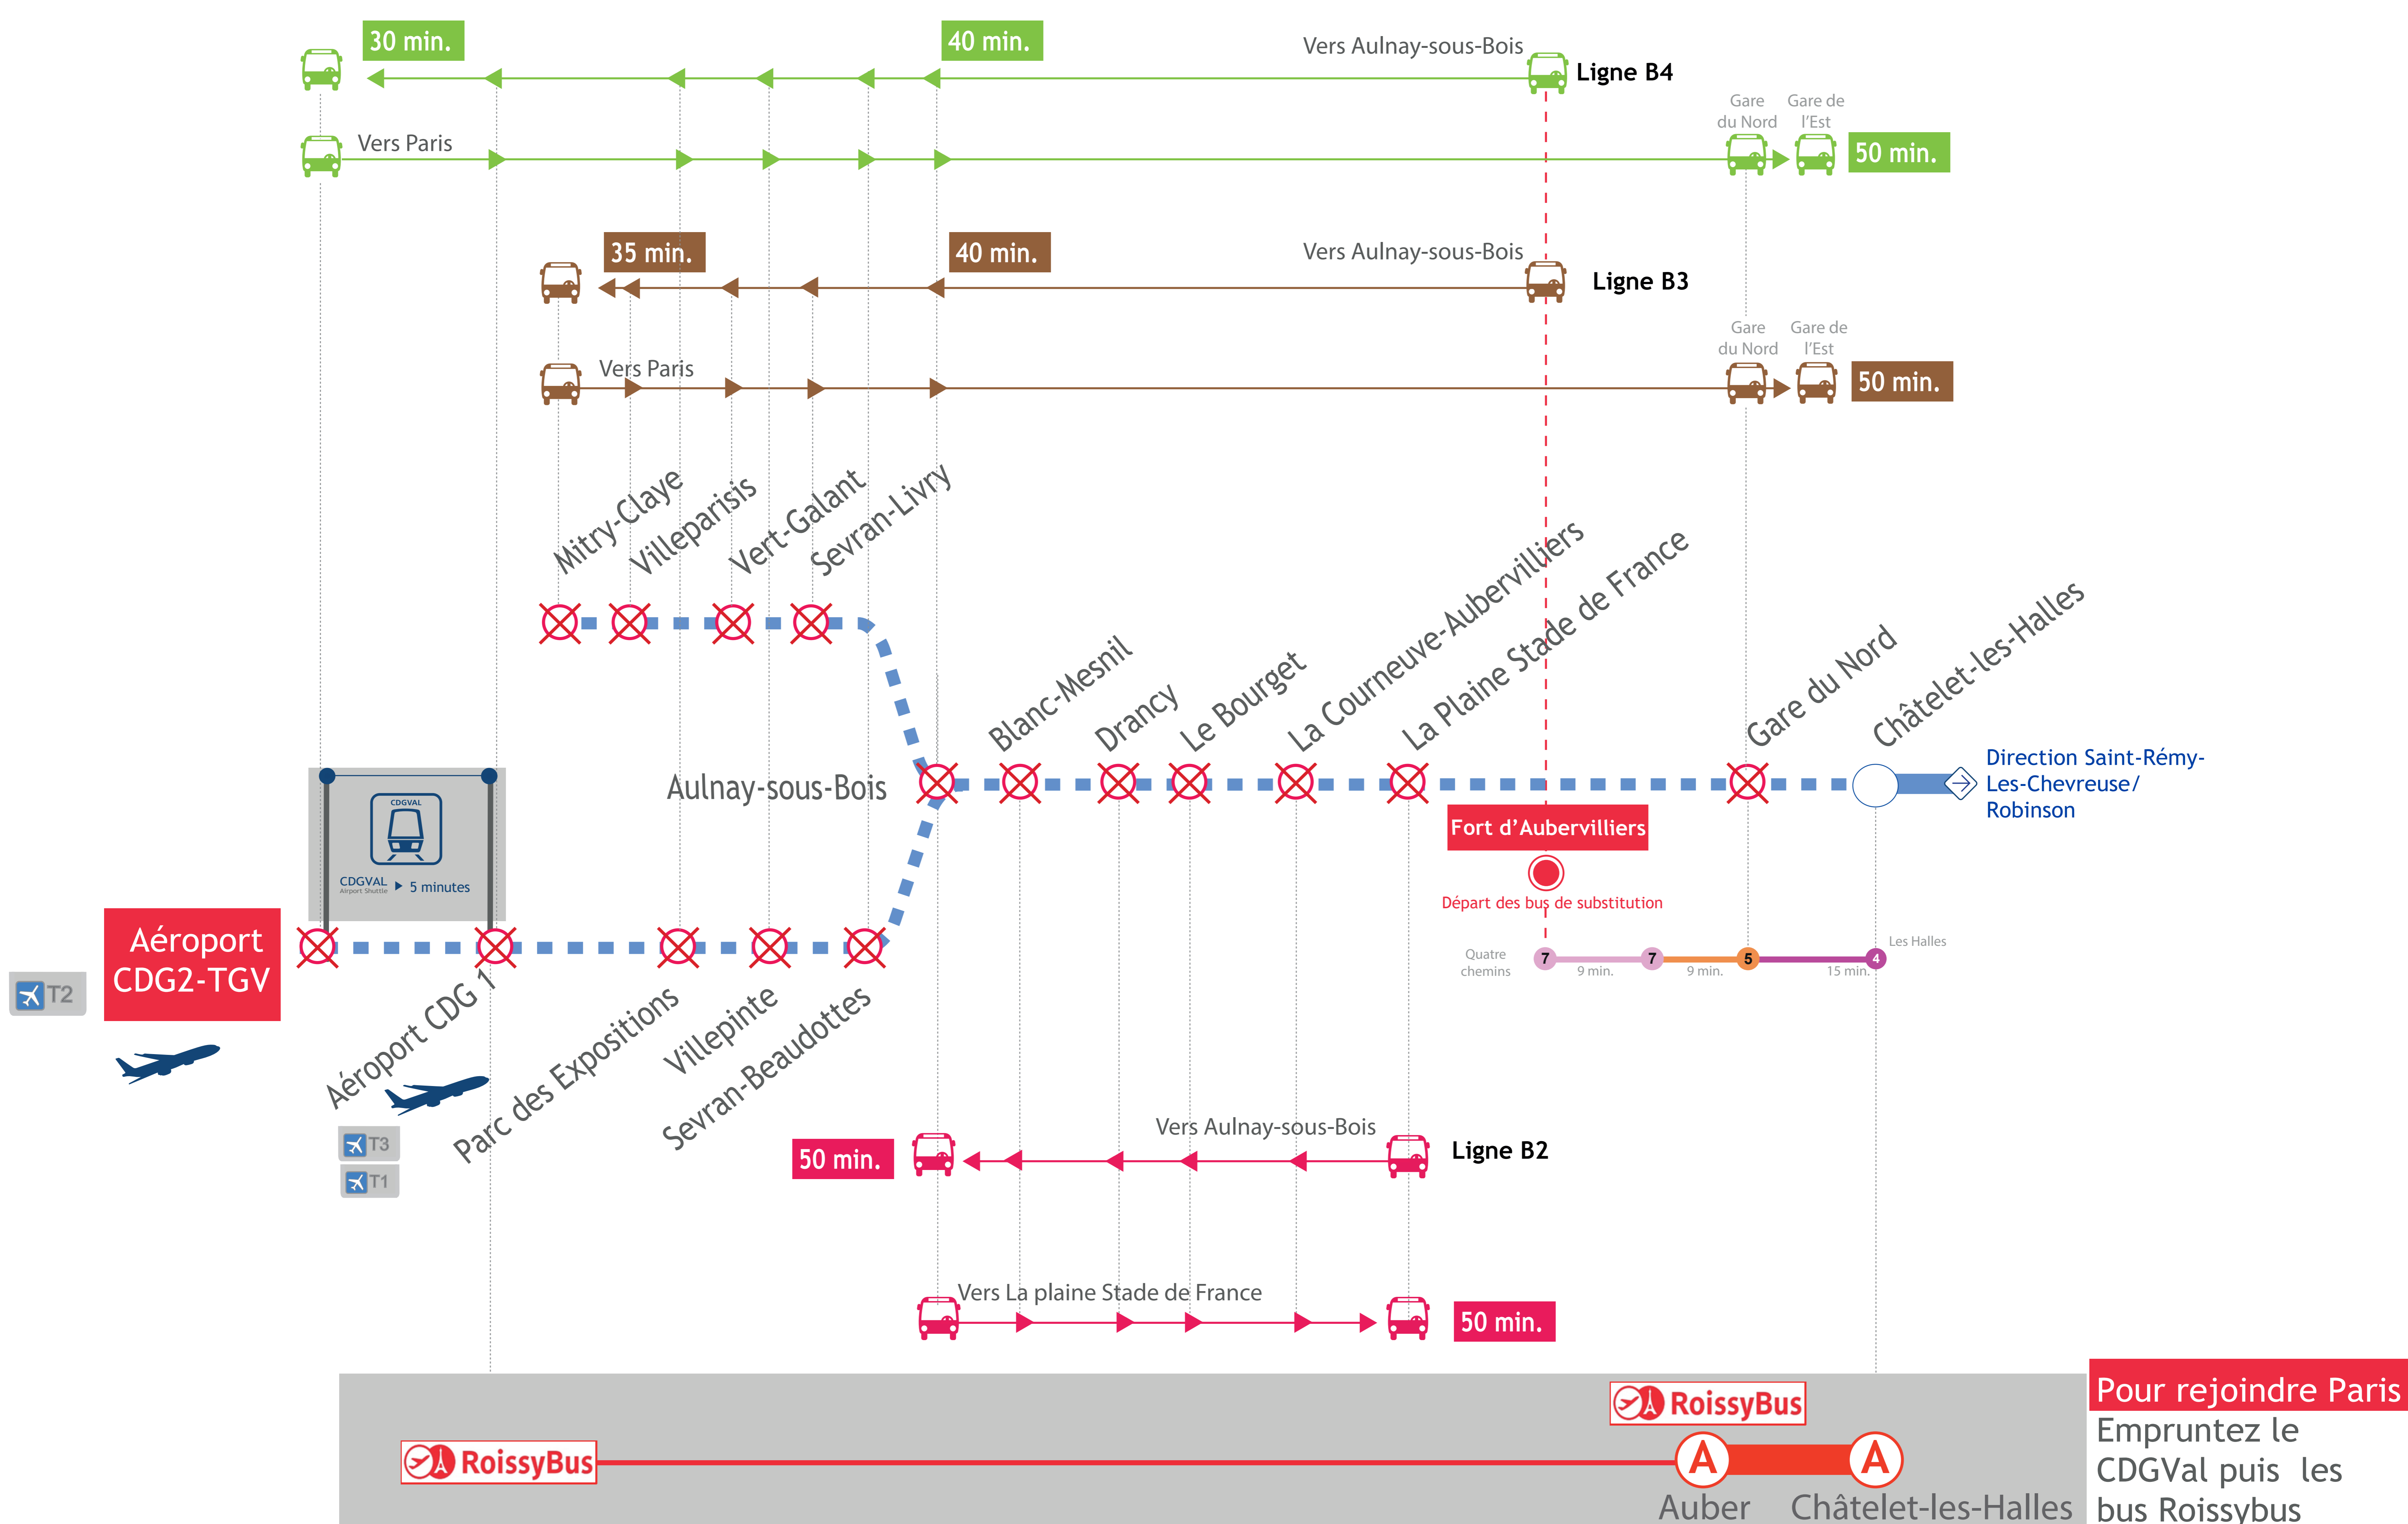 30 min.
40 min.
Vers Aulnay-sous-Bois
Ligne B4
Gare
du Nord
Gare de
l'Est
Vers Paris
50 min.
35 min.
40 min.
Vers Aulnay-sous-Bois
Ligne B3
Gare
du Nord
Gare de
l'Est
Vers Paris
50 min.
Mitry-Claye
Villeparisis
Vert-Galant
Sevran-Livry
Aulnay-sous-Bois
Blanc-Mesnil
Drancy
Le Bourget
La Courneuve-Aubervilliers
La Plaine Stade de France
Gare du Nord
Châtelet-les-Halles
Direction Saint-Rémy-
Les-Chevreuse/
Robinson
CDGVAL
CDGVAL
Airport Shuttle
5 minutes
Fort d'Aubervilliers
Départ des bus de substitution
Quatre
chemins
7
9 min.
7
9 min.
5
15 min.
4
Les Halles
Aéroport
CDG2-TGV
T2
Aéroport CDG 1
Parc des Expositions
Villepinte
Sevran-Beaudottes
T3
T1
50 min.
Vers Aulnay-sous-Bois
Ligne B2
Vers La plaine Stade de France
50 min.
RoissyBus
RoissyBus
A
A
Auber
Châtelet-les-Halles
Pour rejoindre Paris
Empruntez le
CDGVal puis les
bus Roissybus